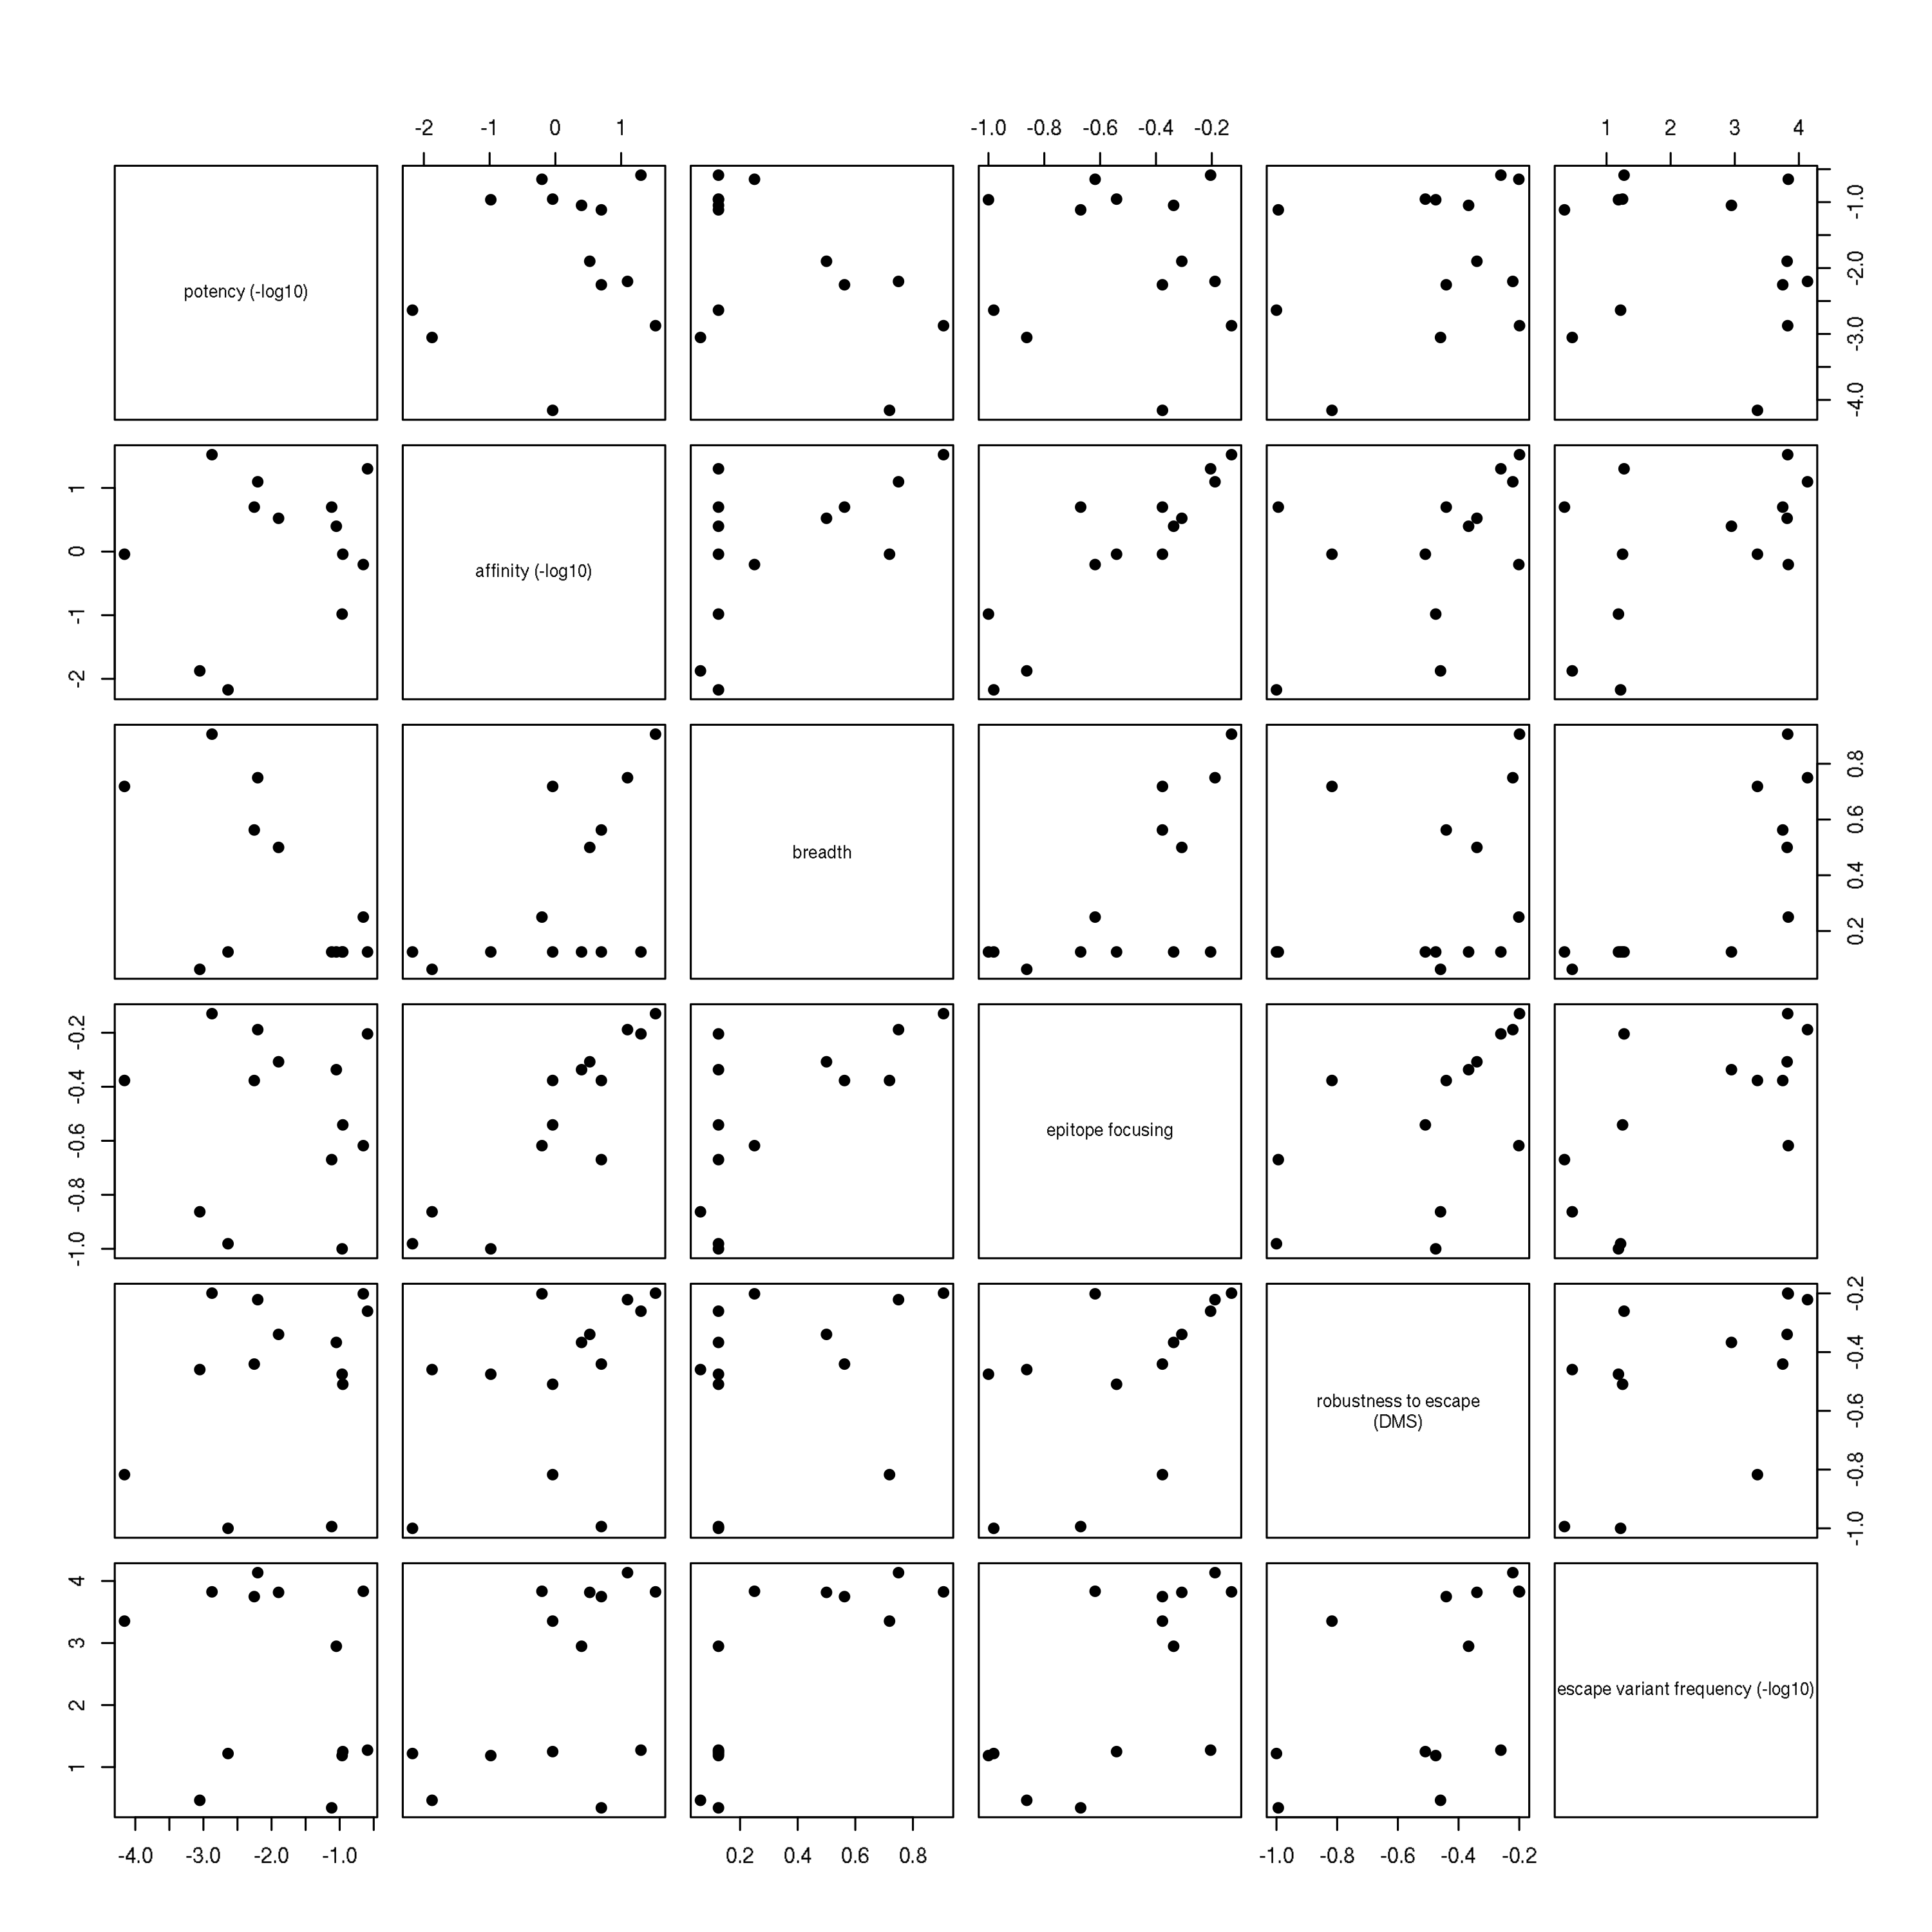 -2 -1 0 1 -1.0 -0.8 -0.6 -0.4 -0.2 1 2 3 4
potency (-log10)
-1.0
-2.0
-3.0
-4.0
1
0
-1
-2
affinity (-log10)
breadth
0.8
0.6
0.4
0.2
-0.2
-0.4
-0.6
-0.8
-1.0
epitope focusing
robustness to escape
(DMS)
-0.2
-0.4
-0.6
-0.8
-1.0
4
3
2
1
escape variant frequency (-log10)
-4.0 -3.0 -2.0 -1.0 0.2 0.4 0.6 0.8 -1.0 -0.8 -0.6 -0.4 -0.2